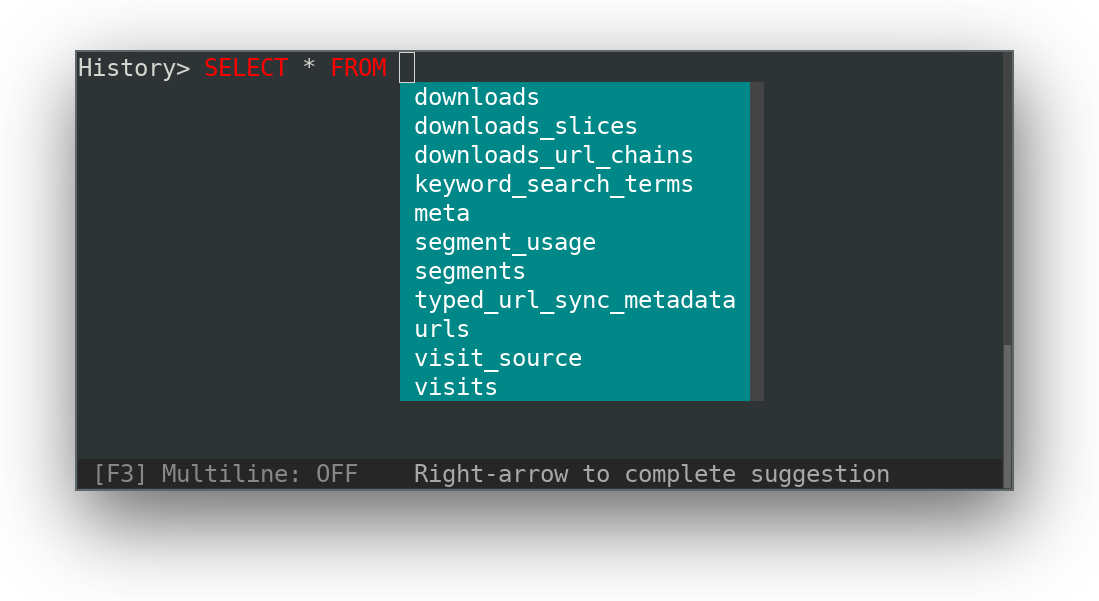 History> SELECT * FROM
downloads
downloads_slices
downloads_url_chains
keyword_search_terms
meta
segment_usage
segments
typed_url_sync_metadata
urls
visit_source
visits
[F3] Multiline: OFF    Right-arrow to complete suggestion